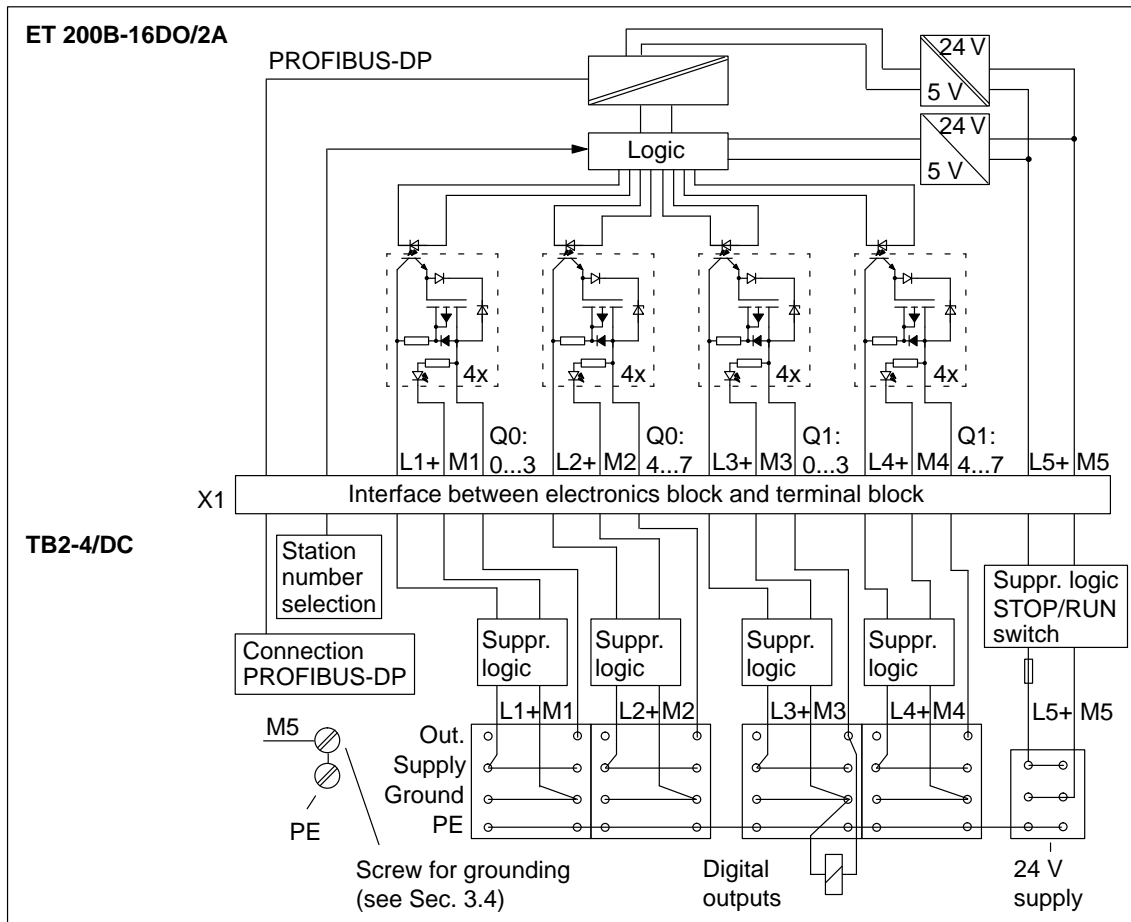 ET 200B-16DO/2A
PROFIBUS-DP
24 V
5 V
24 V
5 V
Logic
4x
4x
4x
4x
Q0:
Q0:
Q1:
Q1:
L1+ M1 0...3 L2+ M2 4...7 L3+ M3 0...3 L4+ M4 4...7 L5+ M5
X1
Interface between electronics block and terminal block
TB2-4/DC
Station
number
selection
Suppr. logic
STOP/RUN
switch
Connection
PROFIBUS-DP
Suppr.
logic
Suppr.
logic
Suppr.
logic
Suppr.
logic
L1+ M1 L2+ M2 L3+ M3 L4+ M4 L5+ M5
M5
Out.
Supply
Ground
PE
PE
Screw for grounding
(see Sec. 3.4)
Digital
outputs
24 V
supply